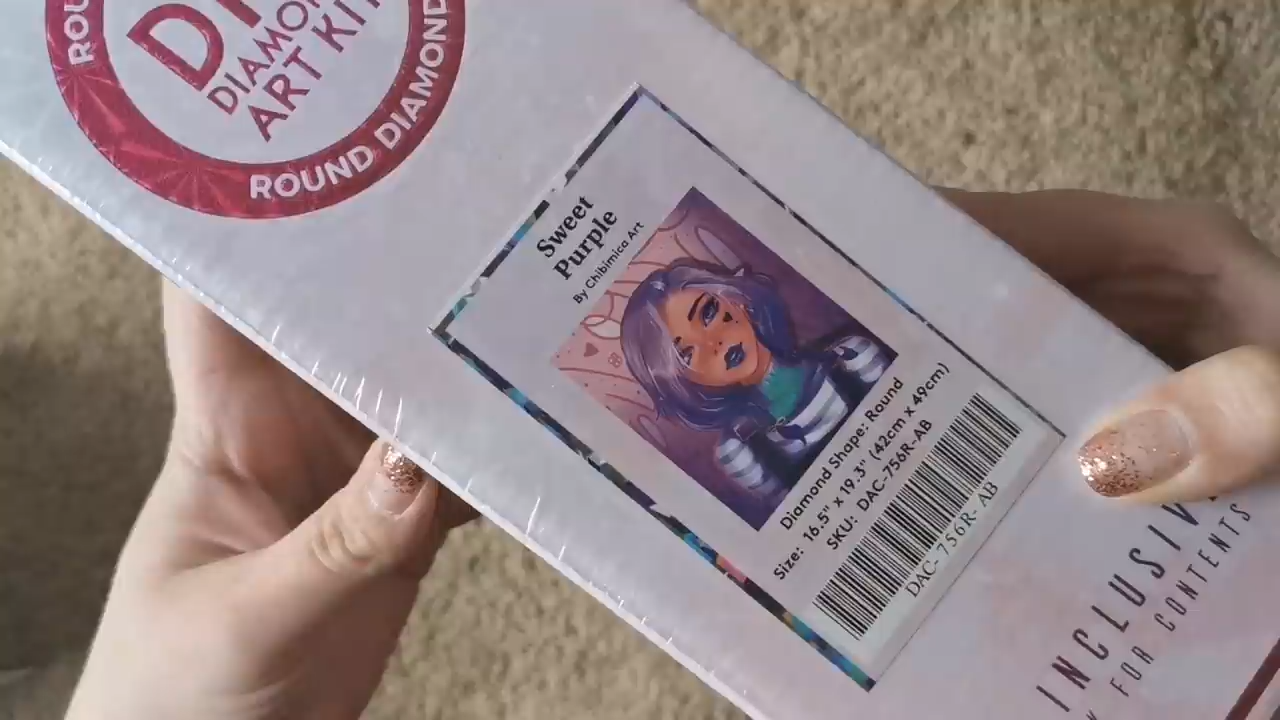 DIAMOND
ART KIT
ROUND DIAMOND
Sweet
Purple
By Chibimica Art
Diamond Shape: Round
Size: 16.5" x 19.3" (42cm x 49cm)
SKU: DAC-756R-AB
DAC- 756R- AB
FOR CONTENTS